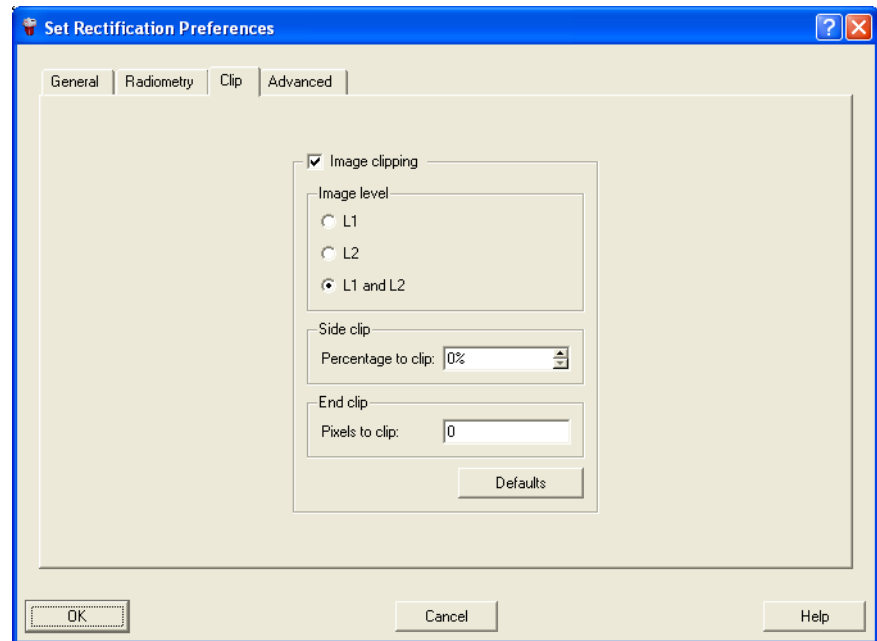 Set Rectification Preferences
?
General Radiometry Clip Advanced
Image clipping
Image level
L1
L2
L1 and L2
Side clip
Percentage to clip: 0%
End clip
Pixels to clip: 0
Defaults
OK Cancel Help